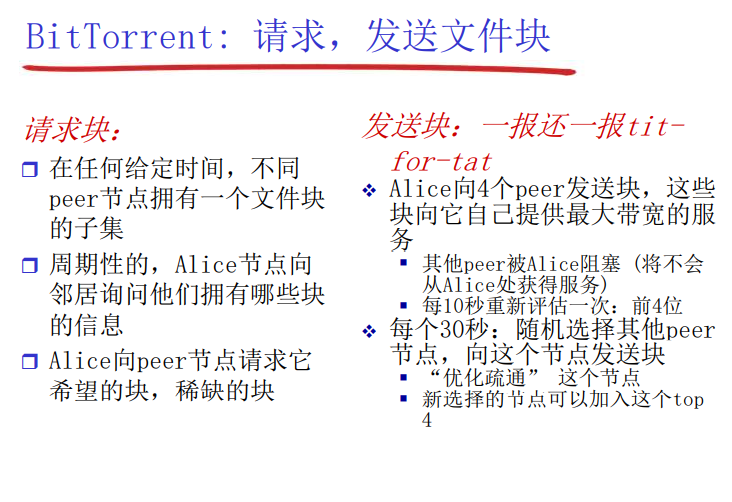 BitTorrent: 请求，发送文件块
请求块：
在任何给定时间，不同
peer节点拥有一个文件块
的子集
周期性的，Alice节点向
邻居询问他们拥有哪些块
的信息
Alice向peer节点请求它
希望的块，稀缺的块
发送块：一报还一报tit-
for-tat
Alice向4个peer发送块，这些
块向它自己提供最大带宽的服
务
其他peer被Alice阻塞 (将不会
从Alice处获得服务)
每10秒重新评估一次：前4位
每个30秒：随机选择其他peer
节点，向这个节点发送块
“优化疏通” 这个节点
新选择的节点可以加入这个top
4